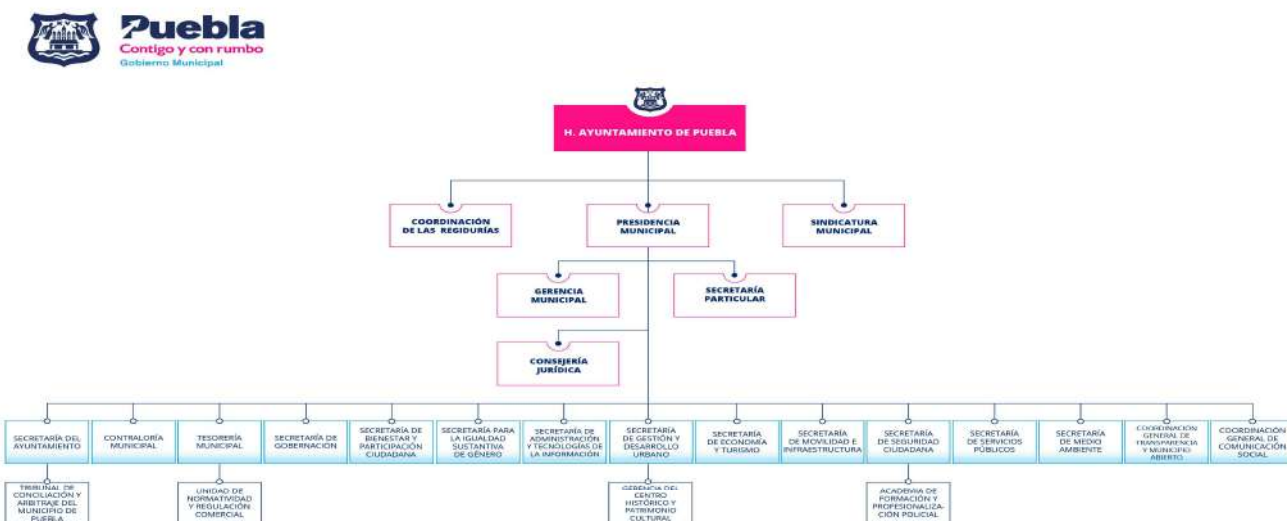 Puebla
Contigo y con rumbo
Gobierno Municipal
H. AYUNTAMIENTO DE PUEBLA
COORDINACIÓN
DE LAS REGIDURÍAS
PRESIDENCIA
MUNICIPAL
SINDICATURA
MUNICIPAL
GERENCIA
MUNICIPAL
SECRETARÍA
PARTICULAR
CONSEJERÍA
JURÍDICA
SECRETARÍA DEL
AYUNTAMIENTO
CONTRALORÍA
MUNICIPAL
TESORERÍA
MUNICIPAL
SECRETARÍA DE
GOBERNACIÓN
SECRETARÍA DE
BIENESTAR Y
PARTICIPACIÓN
CIUDADANA
SECRETARÍA PARA
LA IGUALDAD
SUSTANTIVA
DE GÉNERO
SECRETARÍA DE
ADMINISTRACIÓN
Y TECNOLOGÍAS DE
LA INFORMACIÓN
SECRETARÍA
DE GESTIÓN Y
DESARROLLO
URBANO
SECRETARÍA
DE ECONOMÍA
Y TURISMO
SECRETARÍA
DE MOVILIDAD E
INFRAESTRUCTURA
SECRETARÍA
DE SEGURIDAD
CIUDADANA
SECRETARÍA
DE SERVICIOS
PÚBLICOS
SECRETARÍA
DE MEDIO
AMBIENTE
COORDINACIÓN
GENERAL DE
TRANSPARENCIA
Y MUNICIPIO
ABIERTO
COORDINACIÓN
GENERAL DE
COMUNICACIÓN
SOCIAL
TRIBUNAL DE
CONCILIACIÓN Y
ARBITRAJE DEL
MUNICIPIO DE
PUEBLA
UNIDAD DE
NORMATIVIDAD
Y REGULACIÓN
COMERCIAL
GERENCIA DEL
CENTRO
HISTÓRICO Y
PATRIMONIO
CULTURAL
ACADEMIA DE
FORMACIÓN Y
PROFESIONALIZA-
CIÓN POLICIAL